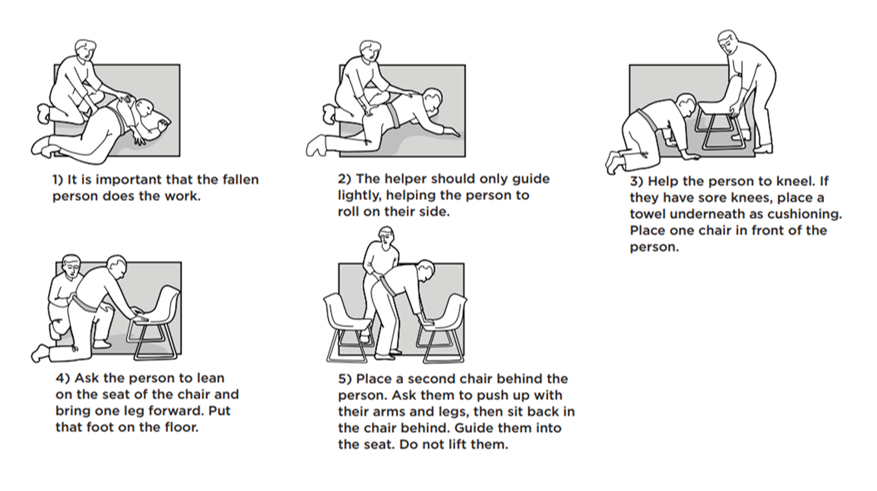 1) It is important that the fallen
person does the work.
2) The helper should only guide
lightly, helping the person to
roll on their side.
3) Help the person to kneel. If
they have sore knees, place a
towel underneath as cushioning.
Place one chair in front of the
person.
4) Ask the person to lean
on the seat of the chair and
bring one leg forward. Put
that foot on the floor.
5) Place a second chair behind the
person. Ask them to push up with
their arms and legs, then sit back in
the chair behind. Guide them into
the seat. Do not lift them.